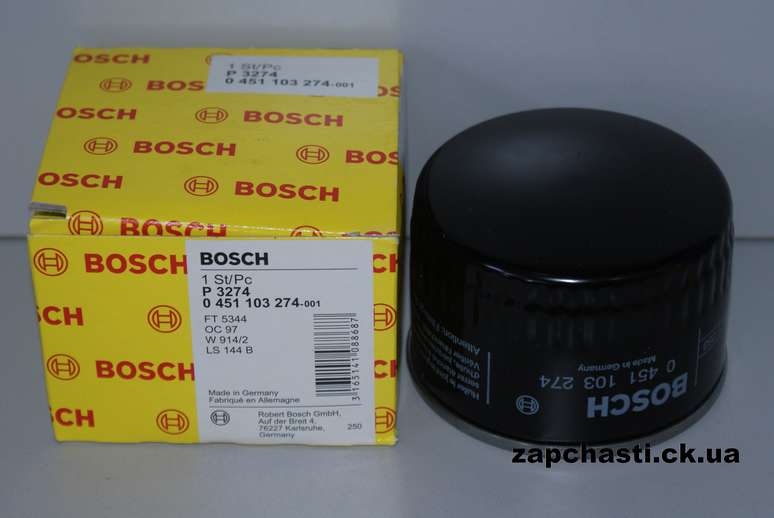 BOSCH
1 St/Pc
P 3274
0 451 103 274-001
BOSCH
BOSCH
BOSCH
OSCH
BOSCH
BOSCH
BOSCH
BOSCH
1 St/Pc
P 3274
0 451 103 274-001
FT 5344
OC 97
W 914/2
LS 144 B
3165141088687
Made in Germany
Fabriqué en Allemagne
Robert Bosch GmbH,
Auf der Breit 4,
76227 Karlsruhe,
Germany
250
BOSCH
0 451 103 274
Made in Germany
zapchasti.ck.ua